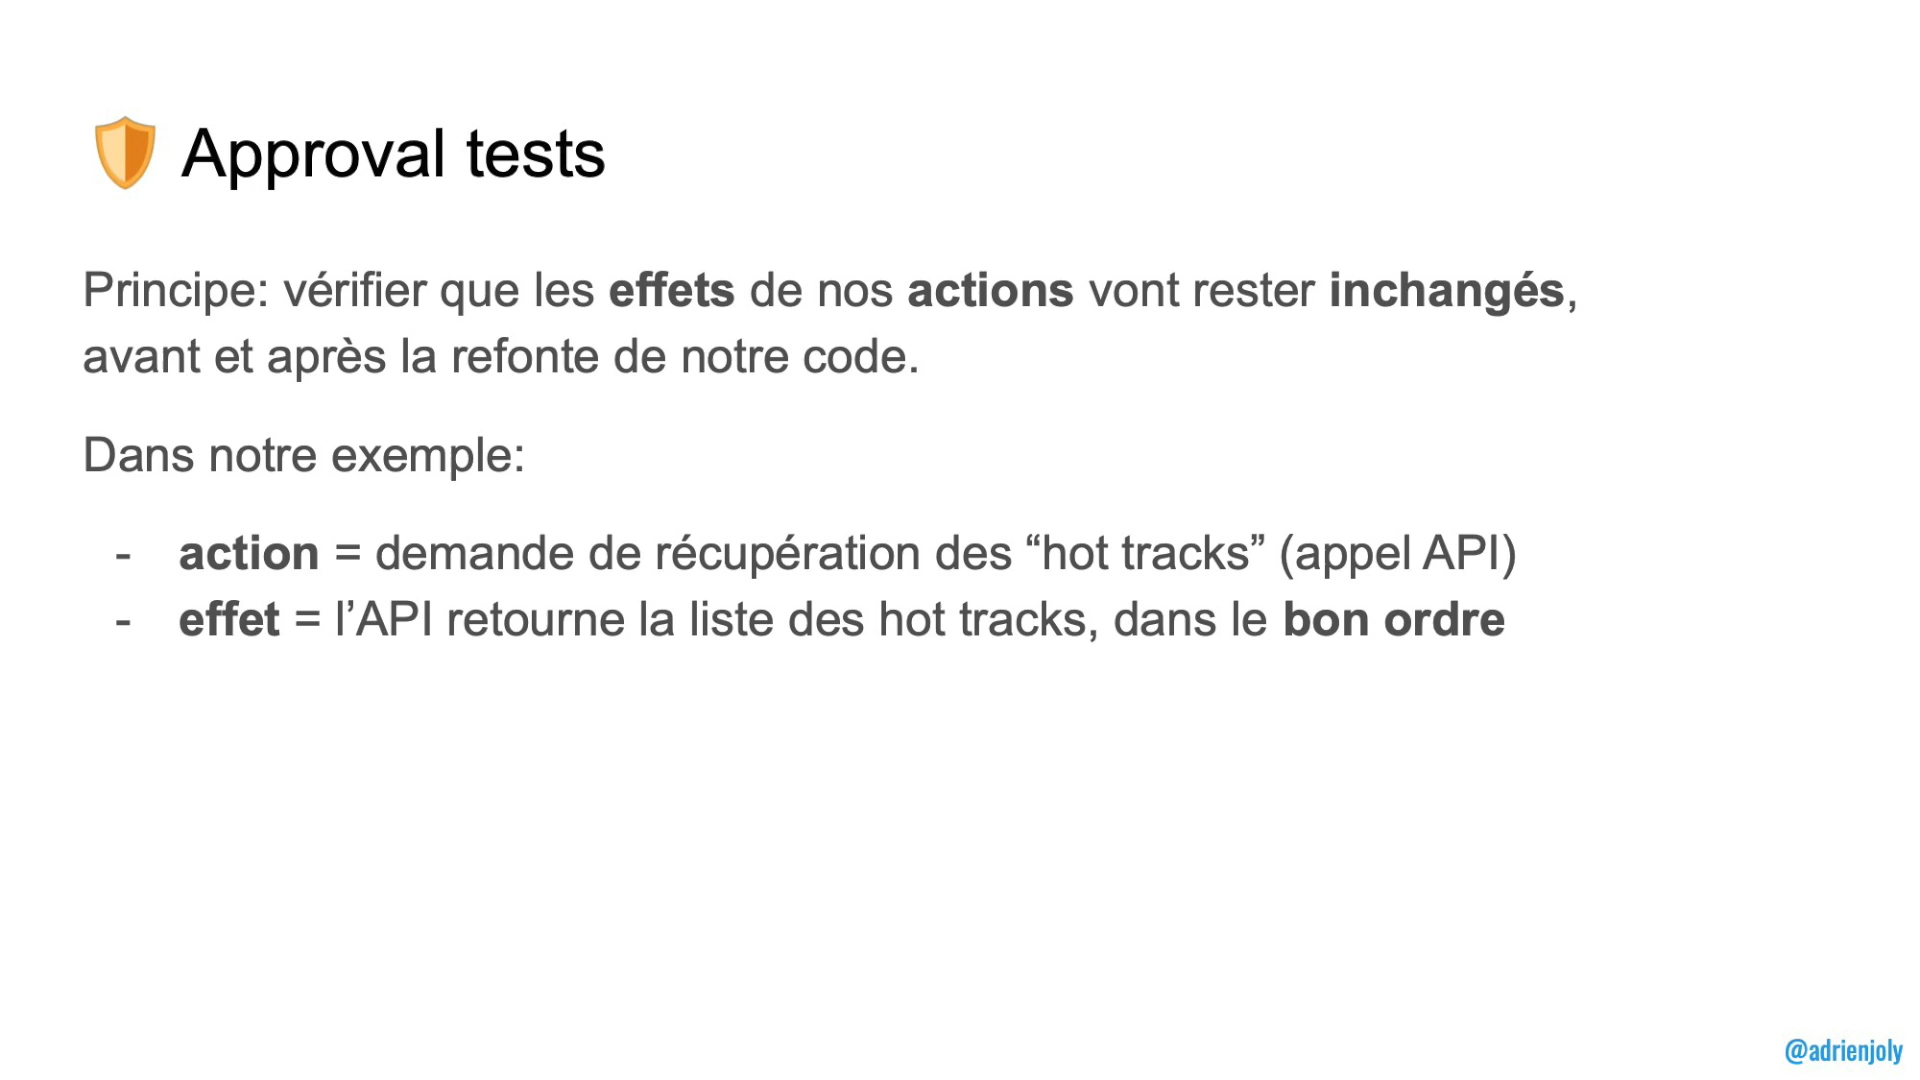 Approval tests
Principe: vérifier que les effets de nos actions vont rester inchangés,
avant et après la refonte de notre code.
Dans notre exemple:
- action = demande de récupération des “hot tracks” (appel API)
- effet = l’API retourne la liste des hot tracks, dans le bon ordre
@adrienjoly